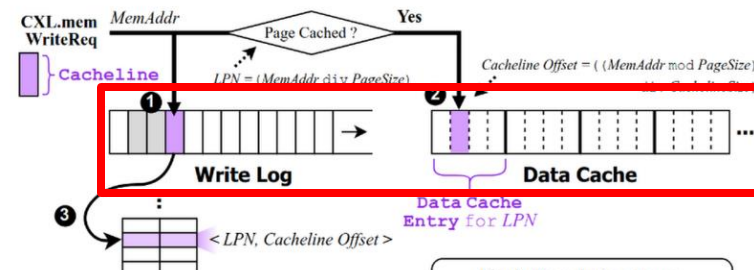 CXL.mem MemAddr
WriteReq
Page Cached ?
Yes
Cacheline
LPN = (MemAddr div PageSize)
Cacheline Offset = ( (MemAddr mod PageSize)
1
2
Write Log
Data Cache
...
Data Cache
Entry for LPN
3
< LPN, Cacheline Offset >